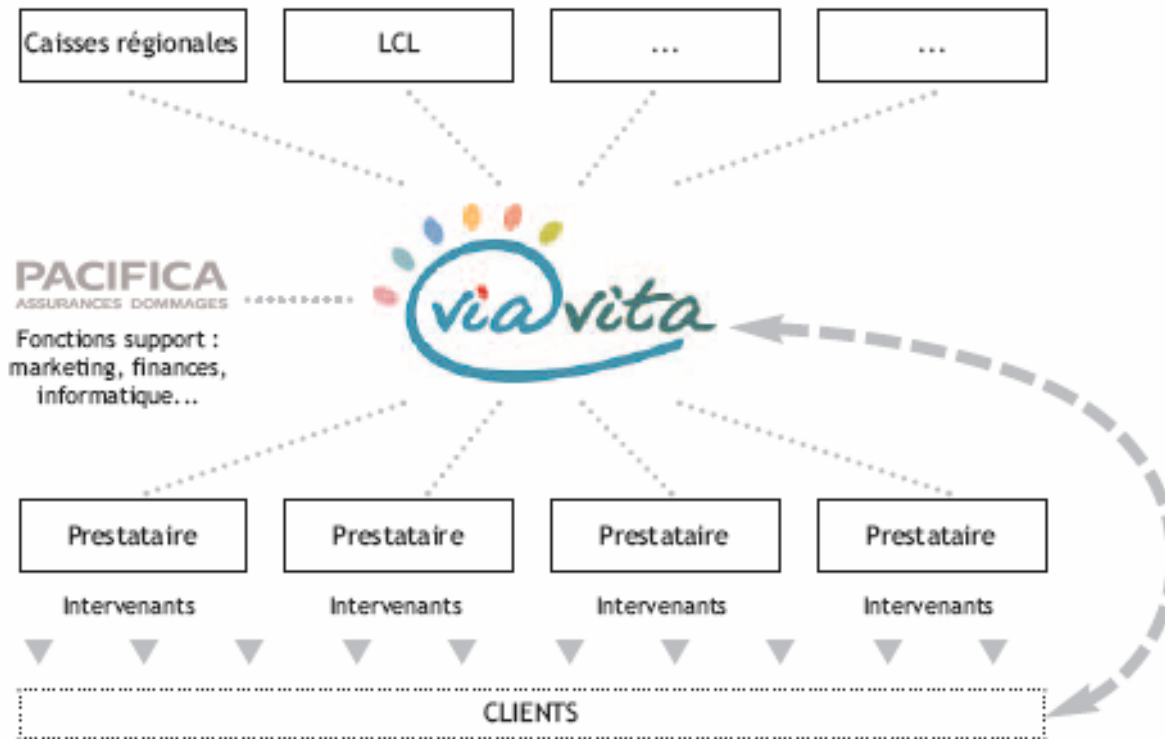 Caisses régionales
LCL
...
...
via vita
PACIFICA
ASSURANCES DOMMAGES
Fonctions support :
marketing, finances,
informatique...
Prestataire
Prestataire
Prestataire
Prestataire
Intervenants
Intervenants
Intervenants
Intervenants
CLIENTS